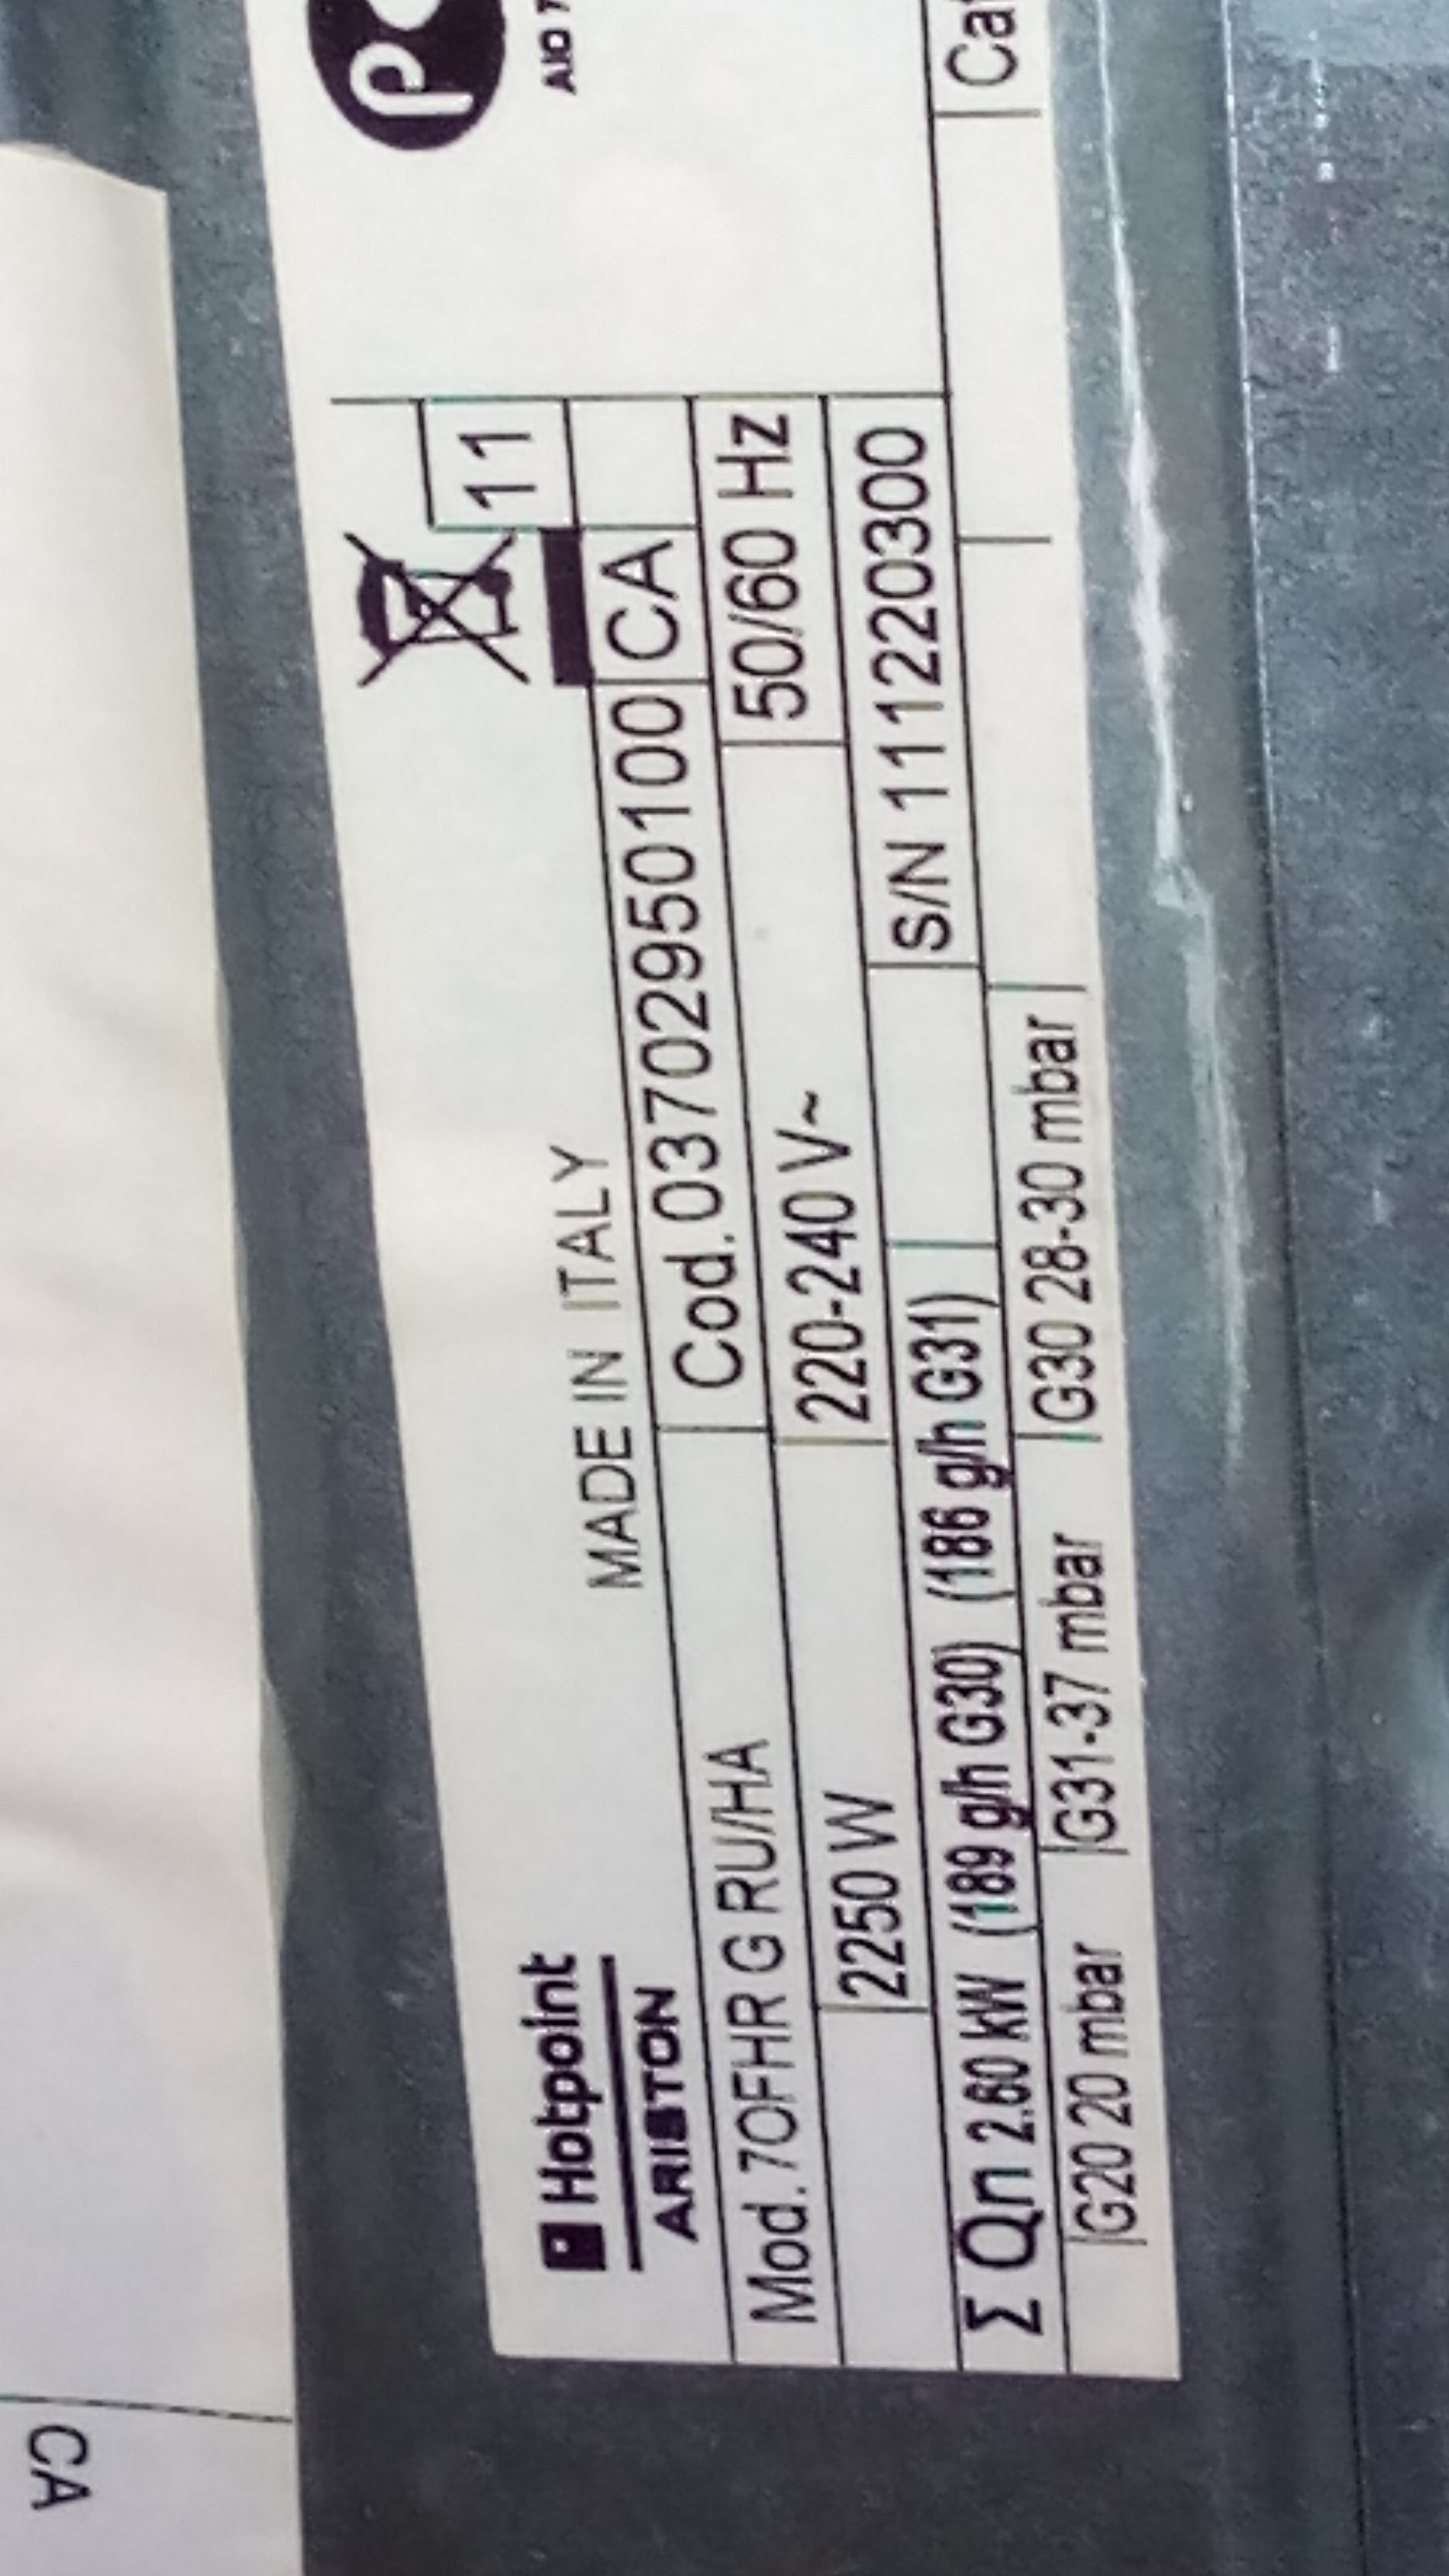 Hotpoint
ARISTON
MADE IN ITALY
11
Mod. 7OFHR G RU/HA
Cod. 03702950100
CA
2250 W
220-240 V~
50/60 Hz
S/N 111220300
Σ Qn 2.60 kW (189 g/h G30) (186 g/h G31)
G20 20 mbar
G31-37 mbar
G30 28-30 mbar
CA